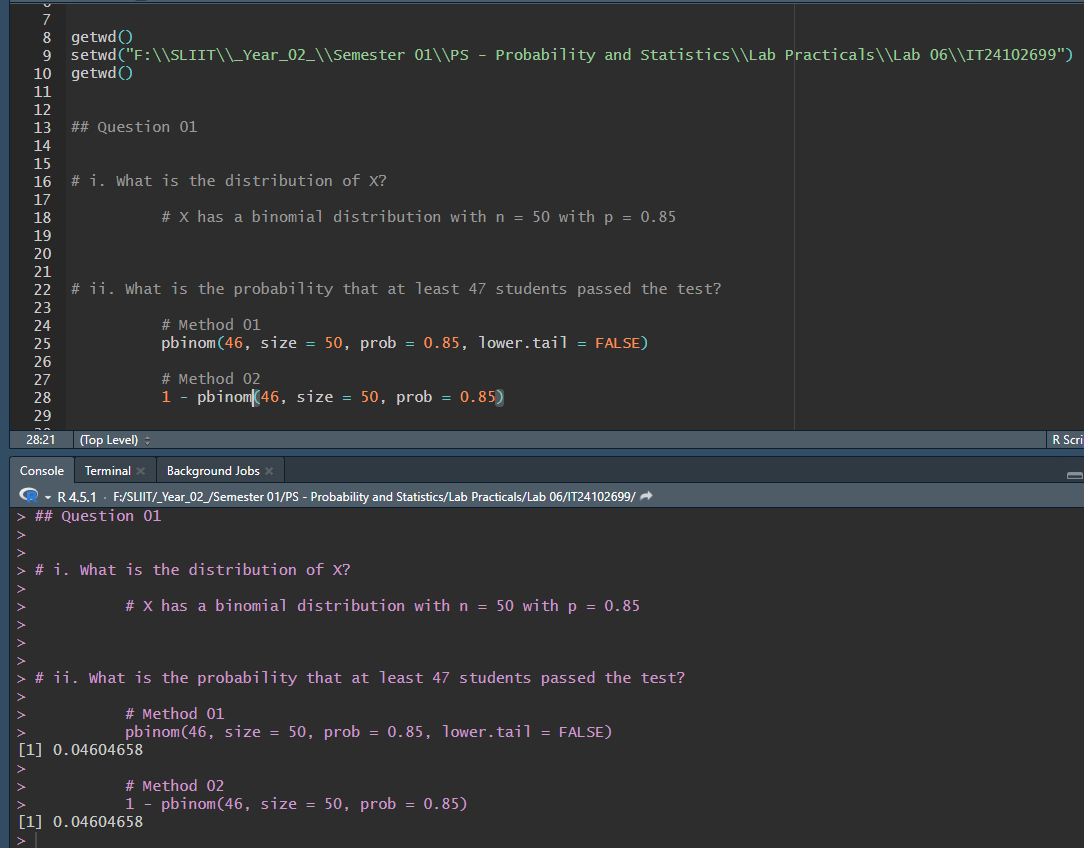 7
8 getwd()
9 setwd("F:\\SLIIT\\_Year_02_\\Semester 01\\PS - Probability and Statistics\\Lab Practicals\\Lab 06\\IT24102699")
10 getwd()
11
12
13 ## Question 01
14
15
16 # i. What is the distribution of X?
17
18 # X has a binomial distribution with n = 50 with p = 0.85
19
20
21
22 # ii. What is the probability that at least 47 students passed the test?
23
24 # Method 01
25 pbinom(46, size = 50, prob = 0.85, lower.tail = FALSE)
26
27 # Method 02
28 1 - pbinom(46, size = 50, prob = 0.85)
29
28:21 (Top Level) R Scri
Console Terminal Background Jobs
R 4.5.1 · F:/SLIIT/_Year_02_/Semester 01/PS - Probability and Statistics/Lab Practicals/Lab 06/IT24102699/
> ## Question 01
>
>
> # i. What is the distribution of X?
>
> # X has a binomial distribution with n = 50 with p = 0.85
>
>
>
> # ii. What is the probability that at least 47 students passed the test?
>
> # Method 01
> pbinom(46, size = 50, prob = 0.85, lower.tail = FALSE)
[1] 0.04604658
>
> # Method 02
> 1 - pbinom(46, size = 50, prob = 0.85)
[1] 0.04604658
>